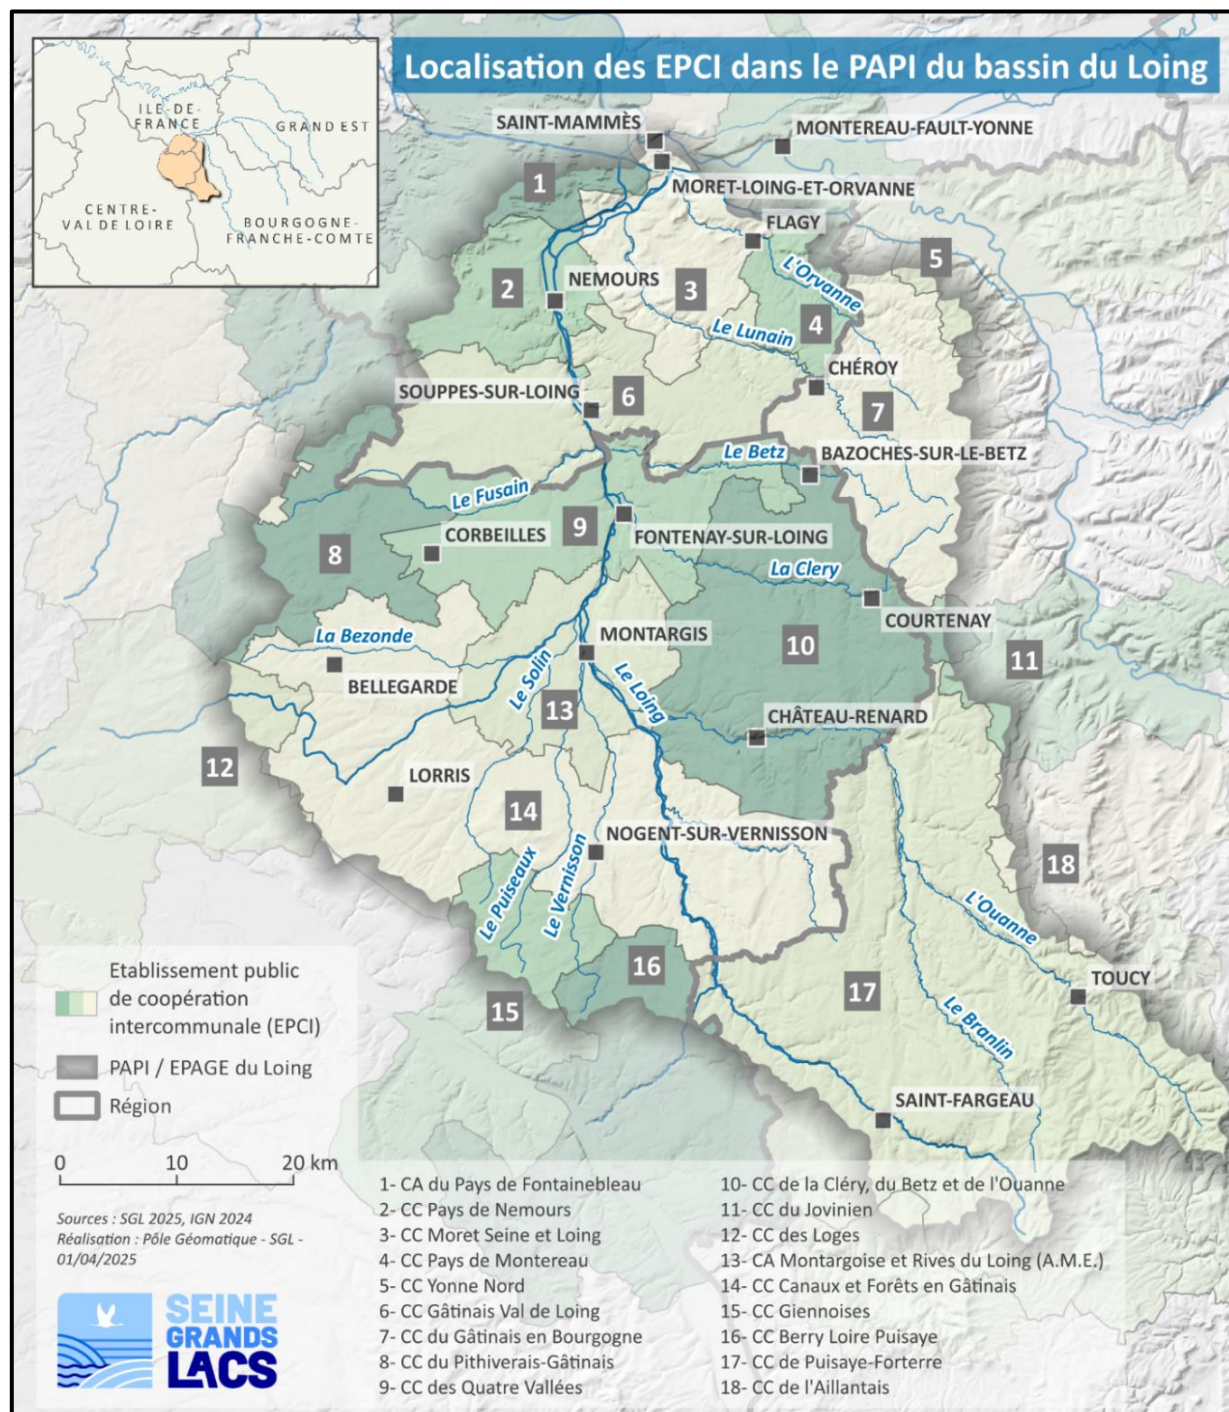 Localisation des EPCI dans le PAPI du bassin du Loing
ILE-DE-
FRANCE
GRAND EST
CENTRE-
VAL DE LOIRE
BOURGOGNE-
FRANCHE-COMTE
SAINT-MAMMÈS
MONTEREAU-FAULT-YONNE
1
MORET-LOING-ET-ORVANNE
FLAGY
5
2
NEMOURS
3
L'Orvanne
4
Le Lunain
CHÉROY
SOUPPES-SUR-LOING
6
7
Le Betz
BAZOCHES-SUR-LE-BETZ
Le Fusain
9
FONTENAY-SUR-LOING
CORBEILLES
8
La Clery
COURTENAY
La Bezonde
MONTARGIS
10
11
BELLEGARDE
Le Solin
Le Loing
13
CHÂTEAU-RENARD
12
LORRIS
14
NOGENT-SUR-VERNISSON
18
Le Puiseaux
Le Vernisson
L'Ouanne
16
17
TOUCY
15
Le Branlin
SAINT-FARGEAU
Etablissement public
de coopération
intercommunale (EPCI)
PAPI / EPAGE du Loing
Région
0 10 20 km
Sources : SGL 2025, IGN 2024
Réalisation : Pôle Géomatique - SGL -
01/04/2025
SEINE
GRANDS
LACS
1- CA du Pays de Fontainebleau
2- CC Pays de Nemours
3- CC Moret Seine et Loing
4- CC Pays de Montereau
5- CC Yonne Nord
6- CC Gâtinais Val de Loing
7- CC du Gâtinais en Bourgogne
8- CC du Pithiverais-Gâtinais
9- CC des Quatre Vallées
10- CC de la Cléry, du Betz et de l'Ouanne
11- CC du Jovinien
12- CC des Loges
13- CA Montargoise et Rives du Loing (A.M.E.)
14- CC Canaux et Forêts en Gâtinais
15- CC Giennoises
16- CC Berry Loire Puisaye
17- CC de Puisaye-Forterre
18- CC de l'Aillantais